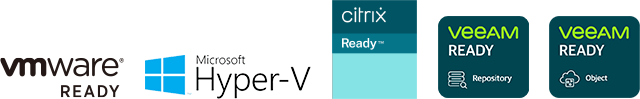 vmware®
READY
Microsoft
Hyper-V
citrix
Ready™
veeAM
READY
Repository
veeAM
READY
Object